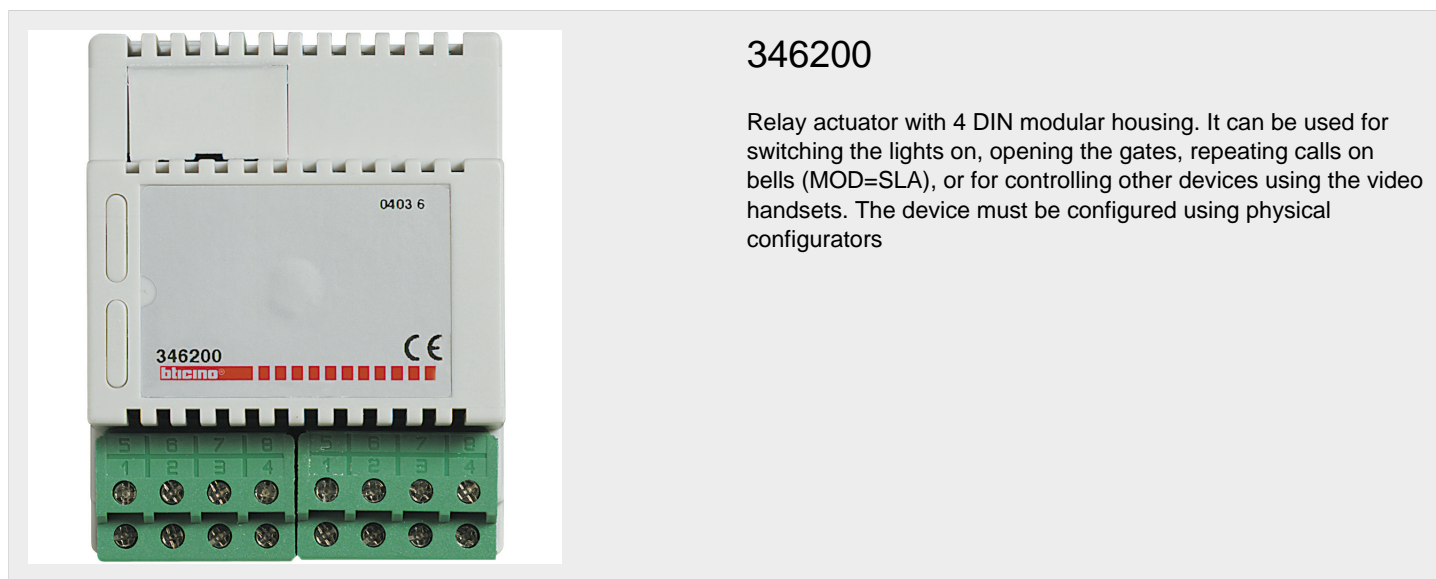 346200
Relay actuator with 4 DIN modular housing. It can be used for
switching the lights on, opening the gates, repeating calls on
bells (MOD=SLA), or for controlling other devices using the video
handsets. The device must be configured using physical
configurators
0403 6
346200
CE
bticino®
5 6 7 8 5 6 7 8
1 2 3 4 1 2 3 4